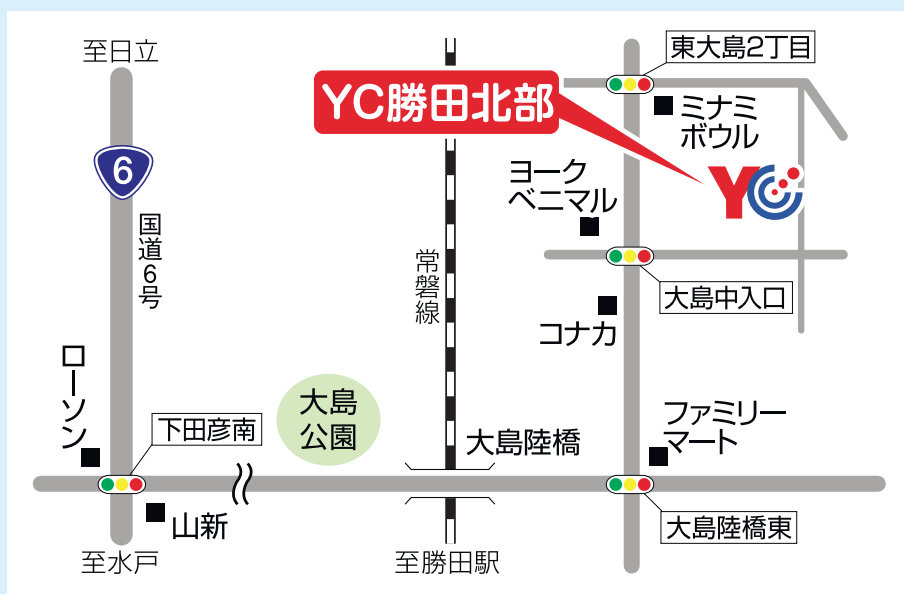 至日立
東大島2丁目
YC勝田北部
ミナミ
ボウル
6
ヨーク
ベニマル
YC
国道6号
常磐線
大島中入口
コナカ
ローソン
大島
公園
ファミリー
マート
下田彦南
大島陸橋
山新
大島陸橋東
至水戸
至勝田駅